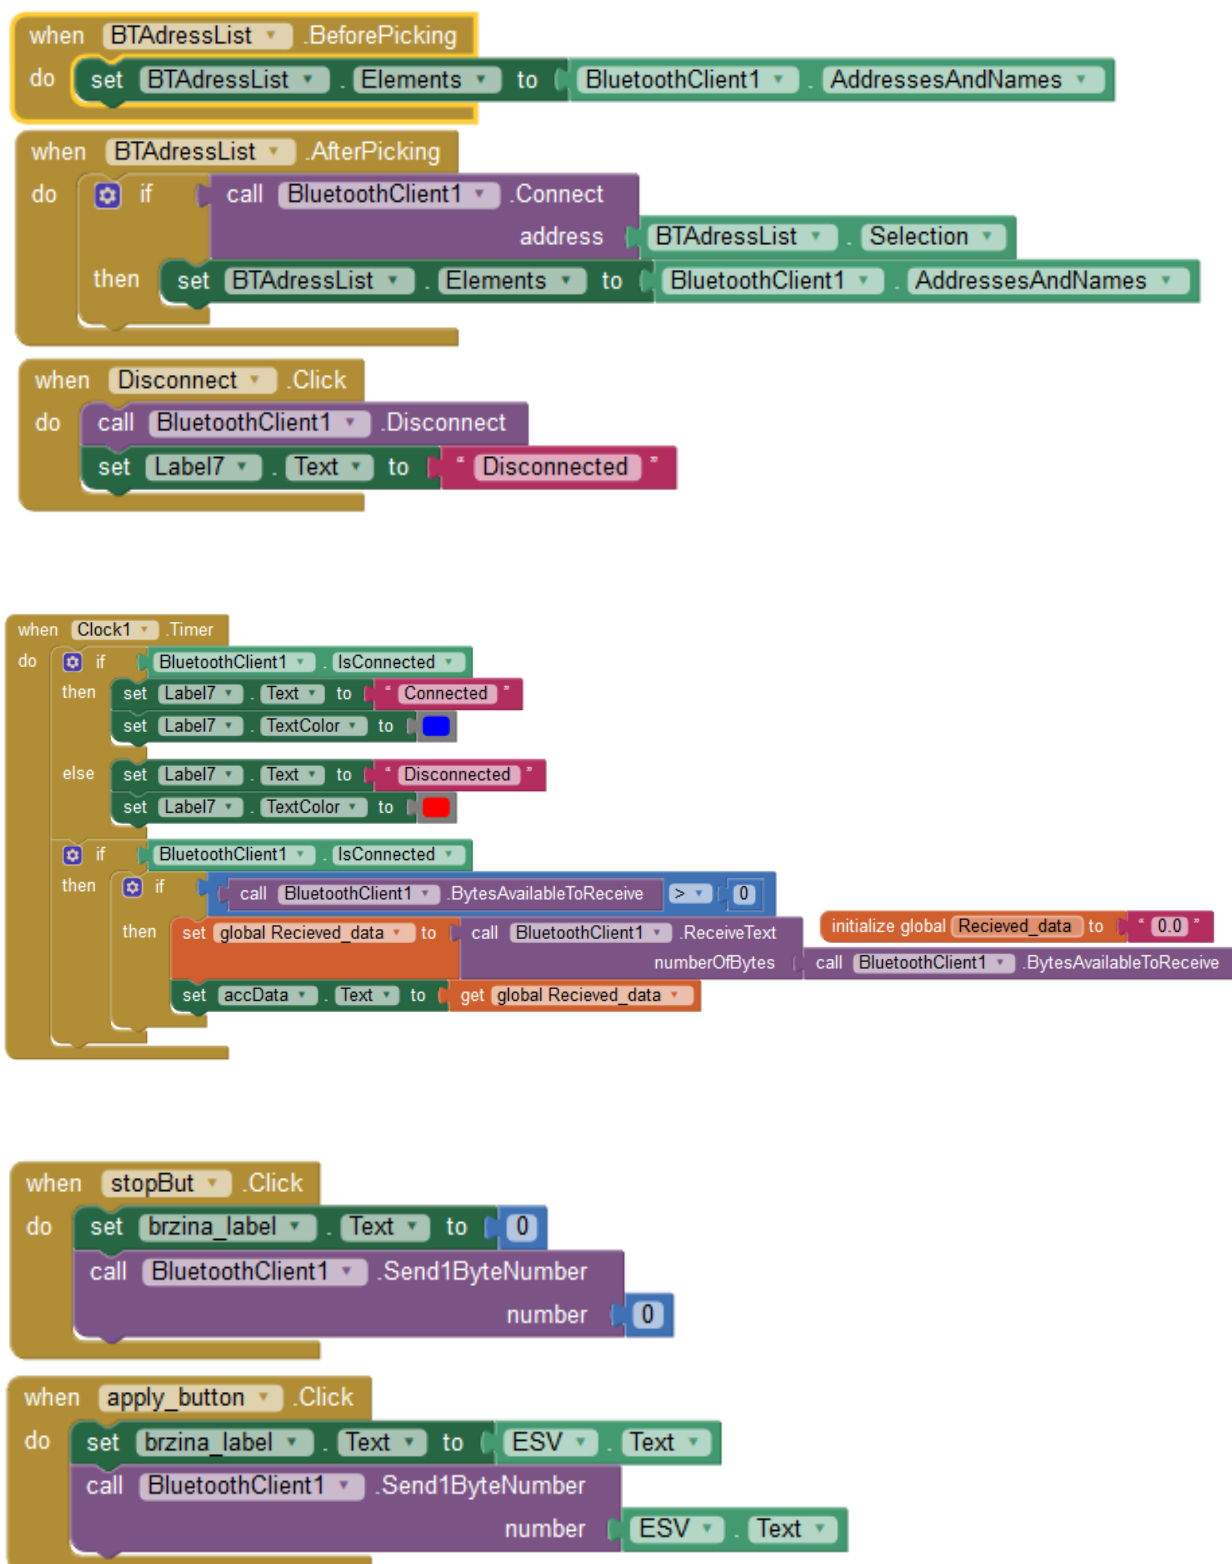 when BTAdressList .BeforePicking
do set BTAdressList . Elements to BluetoothClient1 . AddressesAndNames
when BTAdressList .AfterPicking
do if call BluetoothClient1 .Connect
address BTAdressList . Selection
then set BTAdressList . Elements to BluetoothClient1 . AddressesAndNames
when Disconnect .Click
do call BluetoothClient1 .Disconnect
set Label7 . Text to “ Disconnected ”
when Clock1 .Timer
do if BluetoothClient1 . IsConnected
then set Label7 . Text to “ Connected ”
set Label7 . TextColor to
else set Label7 . Text to “ Disconnected ”
set Label7 . TextColor to
if BluetoothClient1 . IsConnected
then if call BluetoothClient1 .BytesAvailableToReceive > 0
then set global Recieved_data to call BluetoothClient1 .ReceiveText
initialize global Recieved_data to “ 0.0 ”
numberOfBytes call BluetoothClient1 .BytesAvailableToReceive
set accData . Text to get global Recieved_data
when stopBut .Click
do set brzina_label . Text to 0
call BluetoothClient1 .Send1ByteNumber
number 0
when apply_button .Click
do set brzina_label . Text to ESV . Text
call BluetoothClient1 .Send1ByteNumber
number ESV . Text